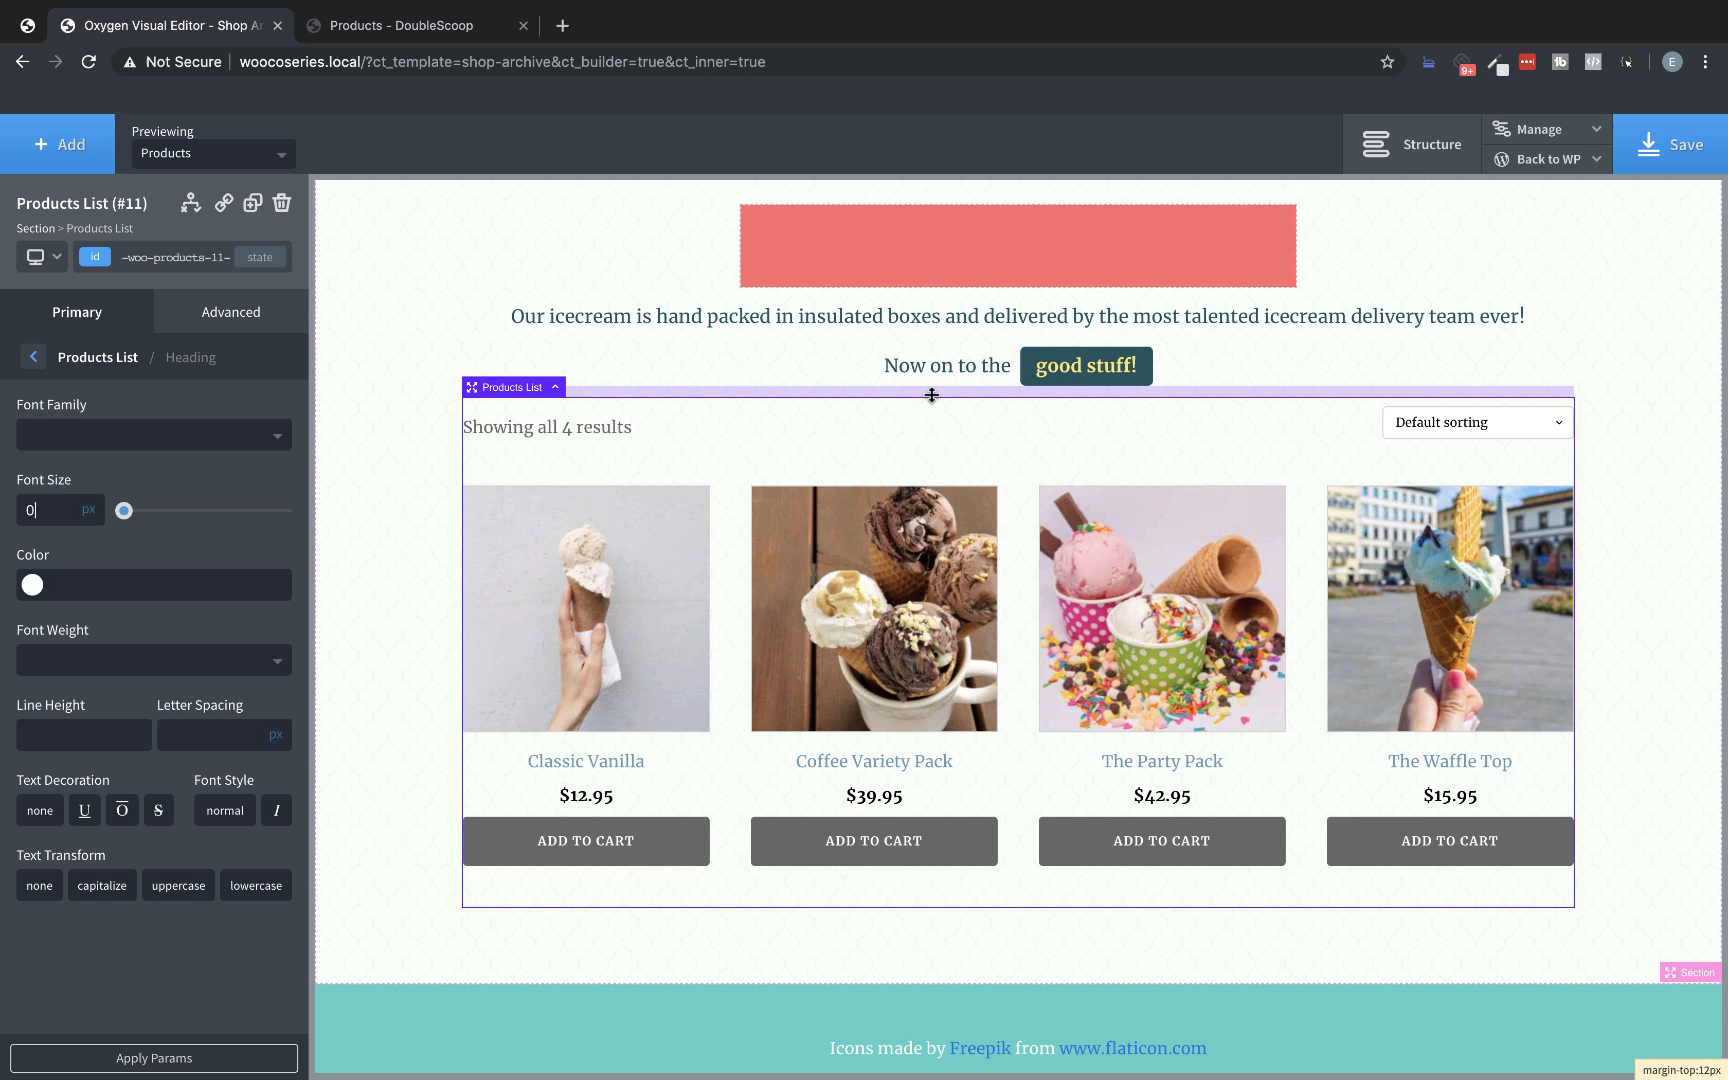 Oxygen Visual Editor - Shop Ar
Products - DoubleScoop
Not Secure
woocoseries.local/?ct_template=shop-archive&ct_builder=true&ct_inner=true
9+
E
+ Add
Previewing
Products
Structure
Manage
Back to WP
Save
Products List (#11)
Section > Products List
id
-woo-products-11-
state
Primary
Advanced
Products List / Heading
Font Family
Font Size
0
px
Color
Font Weight
Line Height
Letter Spacing
px
Text Decoration
Font Style
none
U
O
S
normal
I
Text Transform
none
capitalize
uppercase
lowercase
Apply Params
Our icecream is hand packed in insulated boxes and delivered by the most talented icecream delivery team ever!
Now on to the good stuff!
Products List
Showing all 4 results
Default sorting
Classic Vanilla
Coffee Variety Pack
The Party Pack
The Waffle Top
$12.95
$39.95
$42.95
$15.95
ADD TO CART
ADD TO CART
ADD TO CART
ADD TO CART
Section
Icons made by Freepik from www.flaticon.com
margin-top:12px